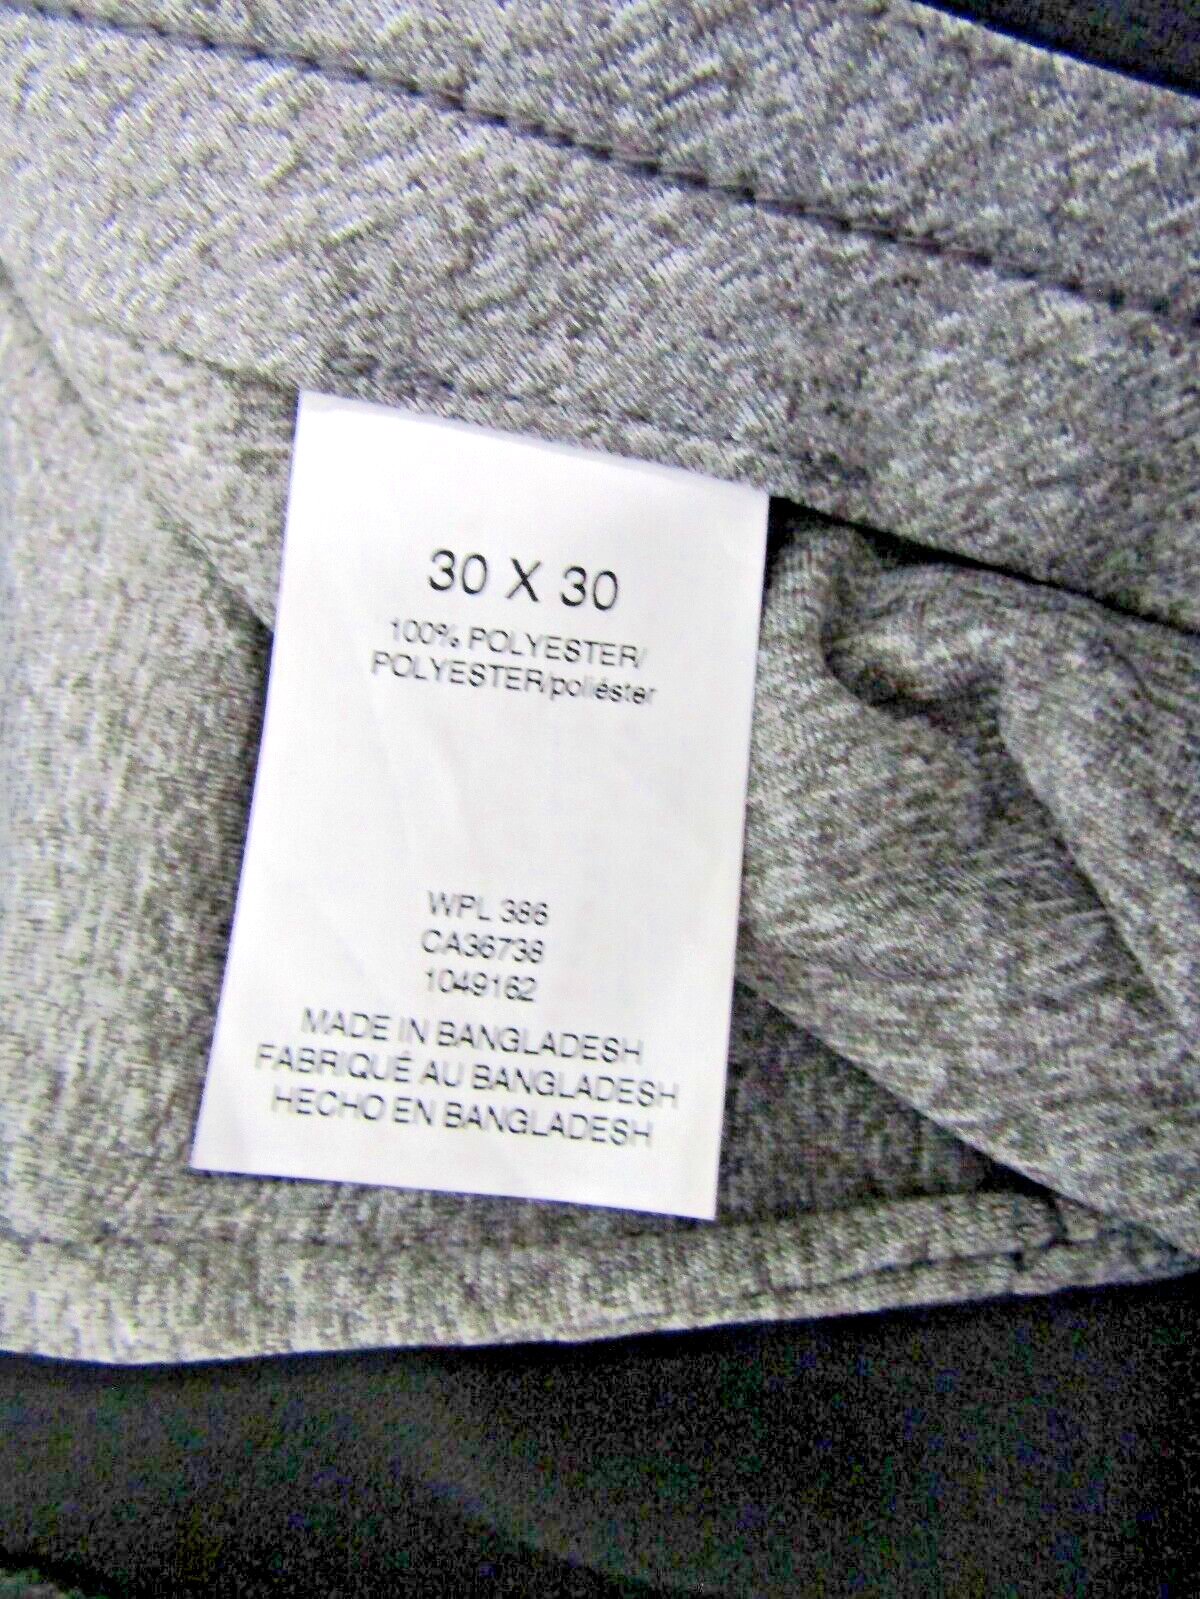 30 X 30
100% POLYESTER/
POLYESTER/poliéster
WPL 386
CA36738
1049162
MADE IN BANGLADESH
FABRIQUÉ AU BANGLADESH
HECHO EN BANGLADESH